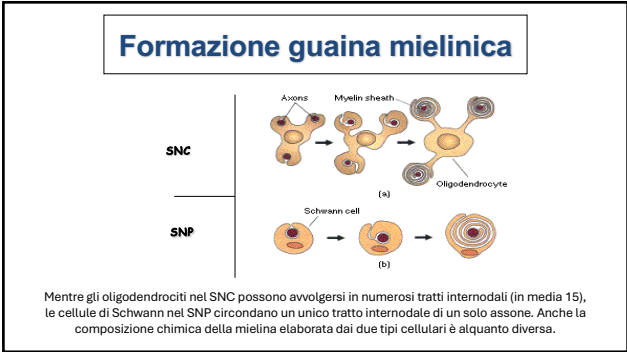 Formazione guaina mielinica
Axons
Myelin sheath
SNC
Oligodendrocyte
(a)
Schwann cell
SNP
(b)
Mentre gli oligodendrociti nel SNC possono avvolgersi in numerosi tratti internodali (in media 15),
le cellule di Schwann nel SNP circondano un unico tratto internodale di un solo assone. Anche la
composizione chimica della mielina elaborata dai due tipi cellulari è alquanto diversa.